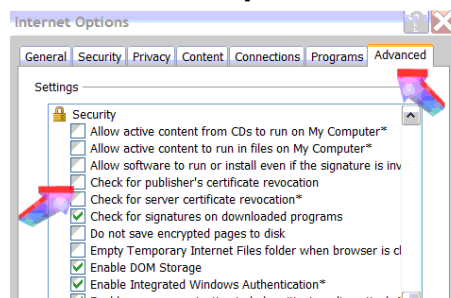 Internet Options
General Security Privacy Content Connections Programs Advanced
Settings
Security
Allow active content from CDs to run on My Computer*
Allow active content to run in files on My Computer*
Allow software to run or install even if the signature is inv
Check for publisher's certificate revocation
Check for server certificate revocation*
Check for signatures on downloaded programs
Do not save encrypted pages to disk
Empty Temporary Internet Files folder when browser is cl
Enable DOM Storage
Enable Integrated Windows Authentication*